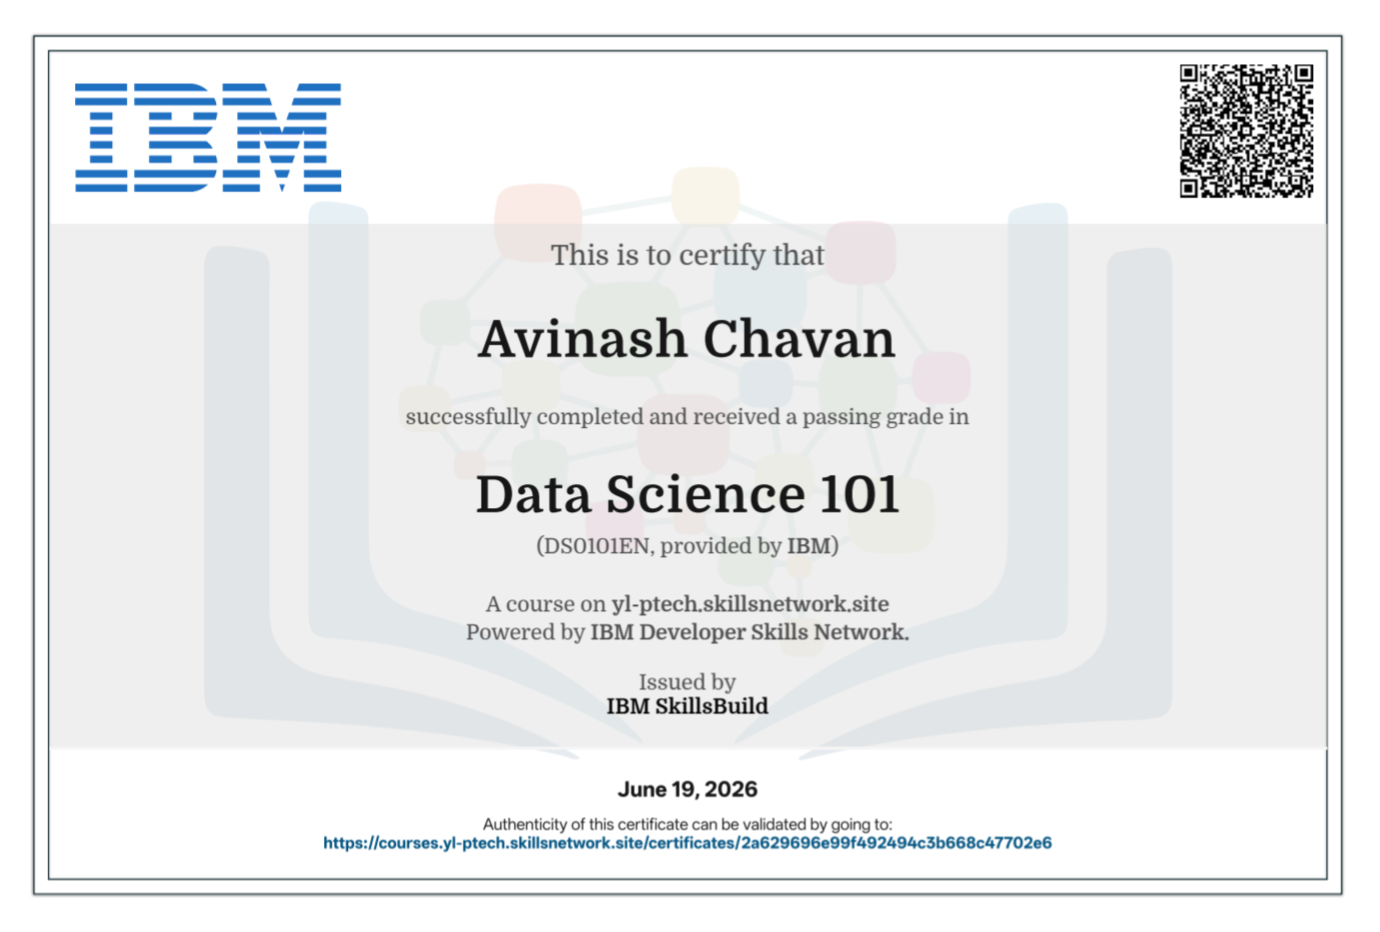 IBM
This is to certify that
Avinash Chavan
successfully completed and received a passing grade in
Data Science 101
(DS0101EN, provided by IBM)
A course on yl-ptech.skillsnetwork.site
Powered by IBM Developer Skills Network.
Issued by
IBM SkillsBuild
June 19, 2026
Authenticity of this certificate can be validated by going to:
https://courses.yl-ptech.skillsnetwork.site/certificates/2a629696e99f492494c3b668c47702e6